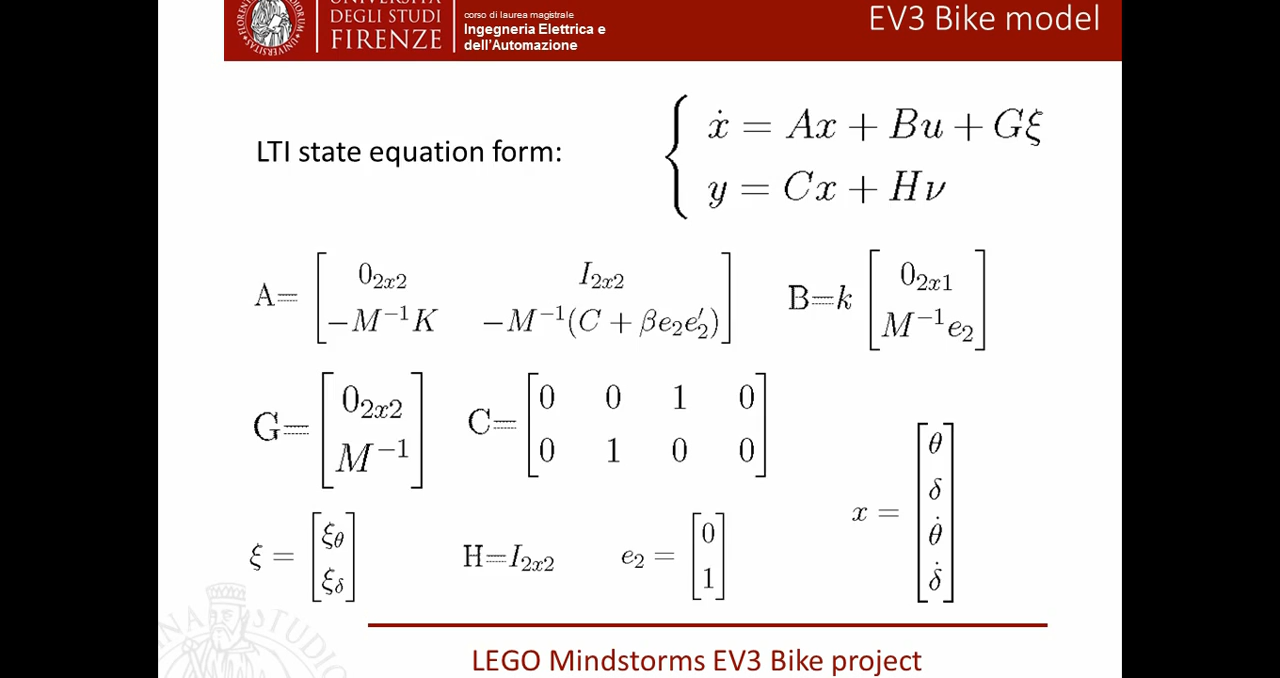 UNIVERSITÀ
DEGLI STUDI
FIRENZE
corso di laurea magistrale
Ingegneria Elettrica e
dell'Automazione
EV3 Bike model
LTI state equation form:
ẋ = Ax + Bu + Gξ
y = Cx + Hν
A= [ 0_{2x2} I_{2x2}
−M^{−1}K −M^{−1}(C + βe_2e_2′) ]
B=k [ 0_{2x1}
M^{−1}e_2 ]
G= [ 0_{2x2}
M^{−1} ]
C= [ 0 0 1 0
0 1 0 0 ]
x = [ θ
δ
θ̇
δ̇ ]
ξ = [ ξ_θ
ξ_δ ]
H=I_{2x2}
e_2 = [ 0
1 ]
LEGO Mindstorms EV3 Bike project